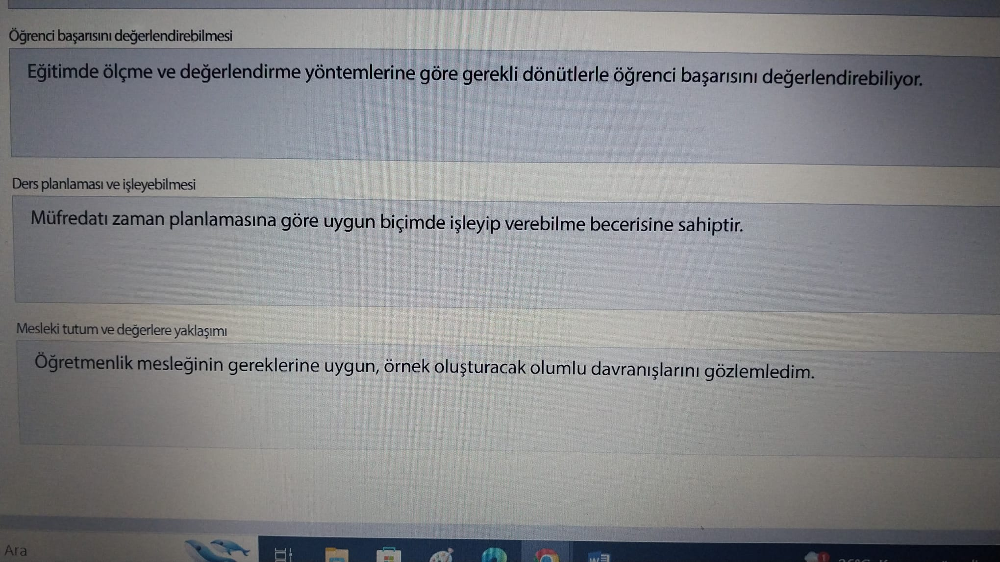 Öğrenci başarısını değerlendirebilmesi
Eğitimde ölçme ve değerlendirme yöntemlerine göre gerekli dönütlerle öğrenci başarısını değerlendirebiliyor.
Ders planlaması ve işleyebilmesi
Müfredatı zaman planlamasına göre uygun biçimde işleyip verebilme becerisine sahiptir.
Mesleki tutum ve değerlere yaklaşımı
Öğretmenlik mesleğinin gereklerine uygun, örnek oluşturacak olumlu davranışlarını gözlemledim.
Ara
W
1